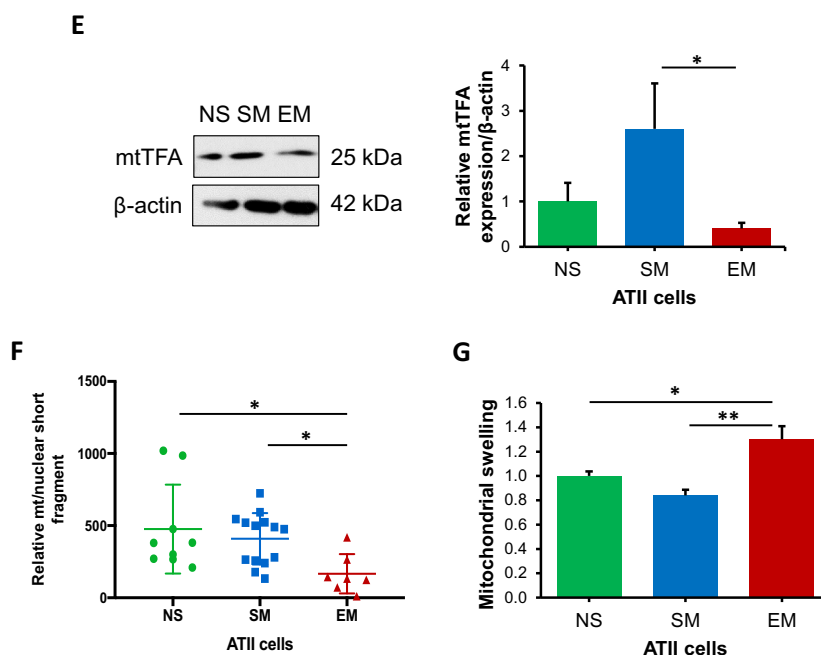 E
NS SM EM
mtTFA
25 kDa
β-actin
42 kDa
Relative mtTFA
expression/β-actin
4
3
2
1
0
*
NS
SM
EM
ATII cells
F
Relative mt/nuclear short
fragment
1500
1000
500
0
*
*
NS
SM
EM
ATII cells
G
Mitochondrial swelling
1.6
1.4
1.2
1.0
0.8
0.6
0.4
0.2
0.0
*
**
NS
SM
EM
ATII cells